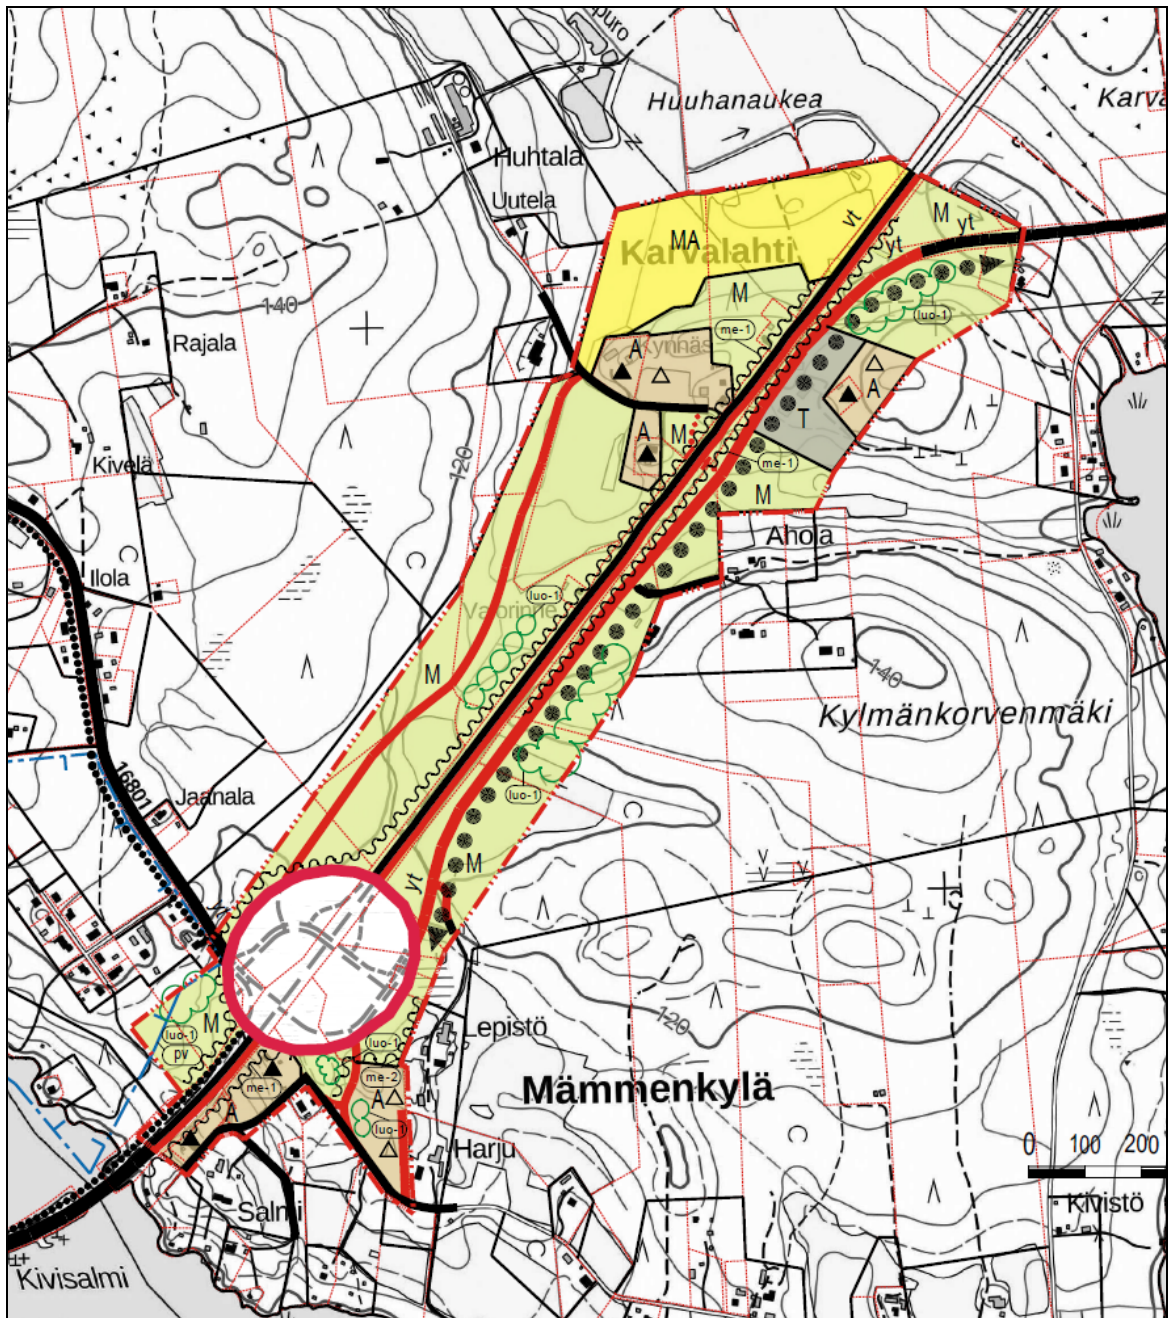 puro
Huuhanaukea
Karva
Huhtala
Uutela
M
yt
yt
yt
MA
Karvalahti
M
140
luo-1
me-1
Rajala
A
Kynnäs
A
T
A
M
120
Kivelä
me-1
M
Ahola
Ilola
luo-1
Valorinne
M
140
Kylmänkorvenmäki
16801
Jaanala
luo-1
M
yt
120
M
luo-1
pv
Lepistö
luo-1
me-1
me-2
A
A
luo-1
Mämmenkylä
Harju
0 100 200
Salmi
Kivistö
Kivisalmi